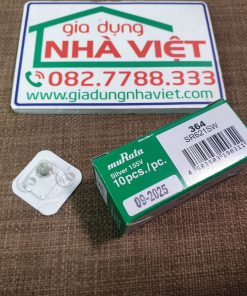 gia dụng
NHÀ VIỆT
082.7788.333
www.giadungnhaviet.com
364
SR621SW
muRata
Silver 1.55V
10pcs./pc.
09-2025